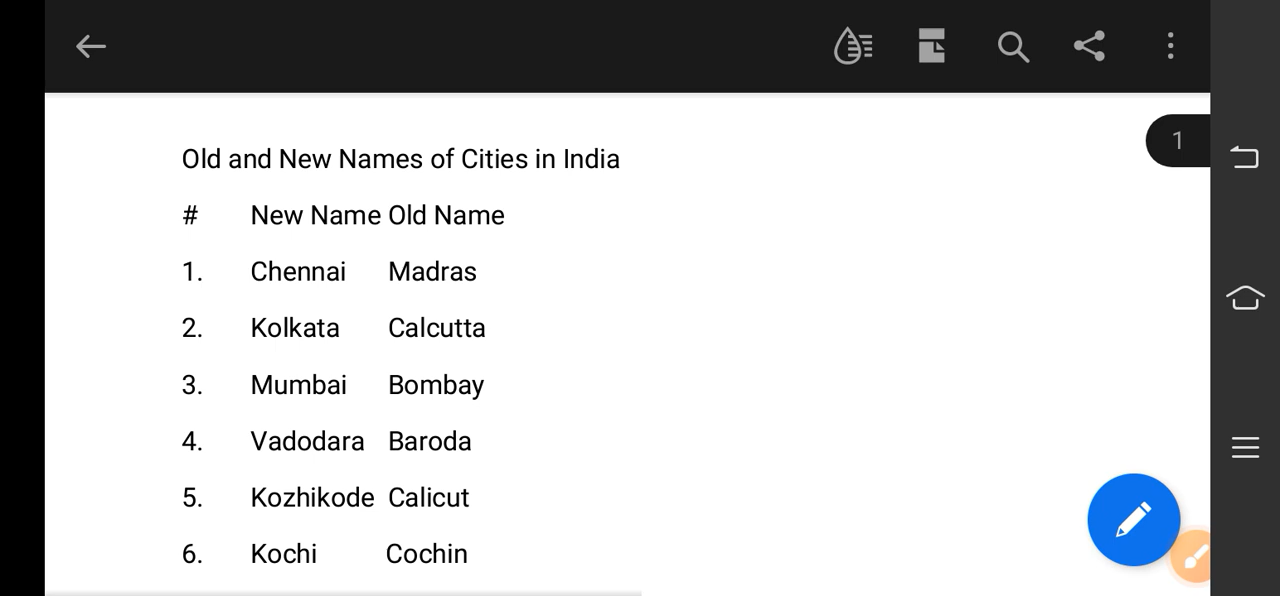 1
Old and New Names of Cities in India
# New Name Old Name
1. Chennai Madras
2. Kolkata Calcutta
3. Mumbai Bombay
4. Vadodara Baroda
5. Kozhikode Calicut
6. Kochi Cochin